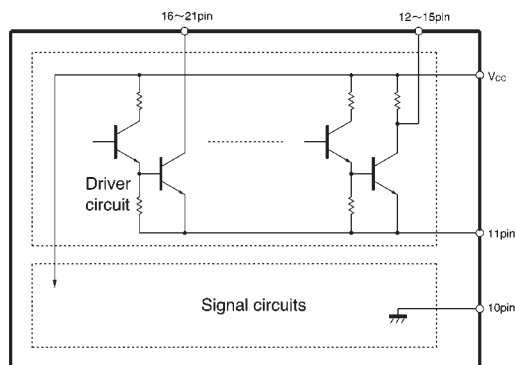 16～21pin
12～15pin
Vcc
Driver
circuit
11pin
Signal circuits
10pin